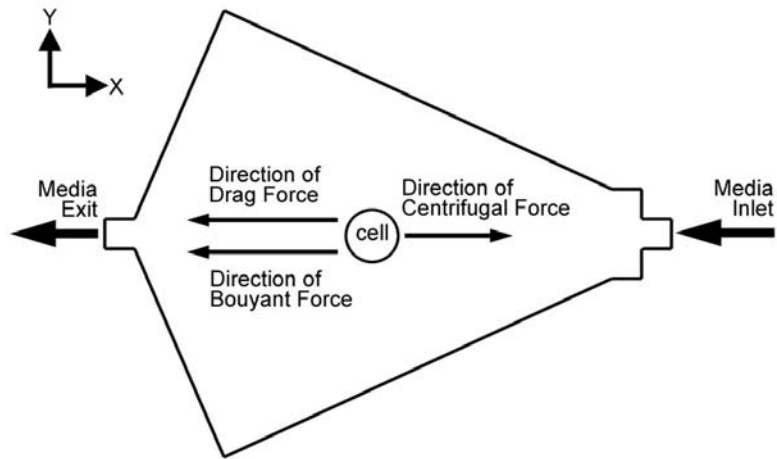 Y
X
Media
Exit
Direction of
Drag Force
Direction of
Centrifugal Force
cell
Direction of
Bouyant Force
Media
Inlet